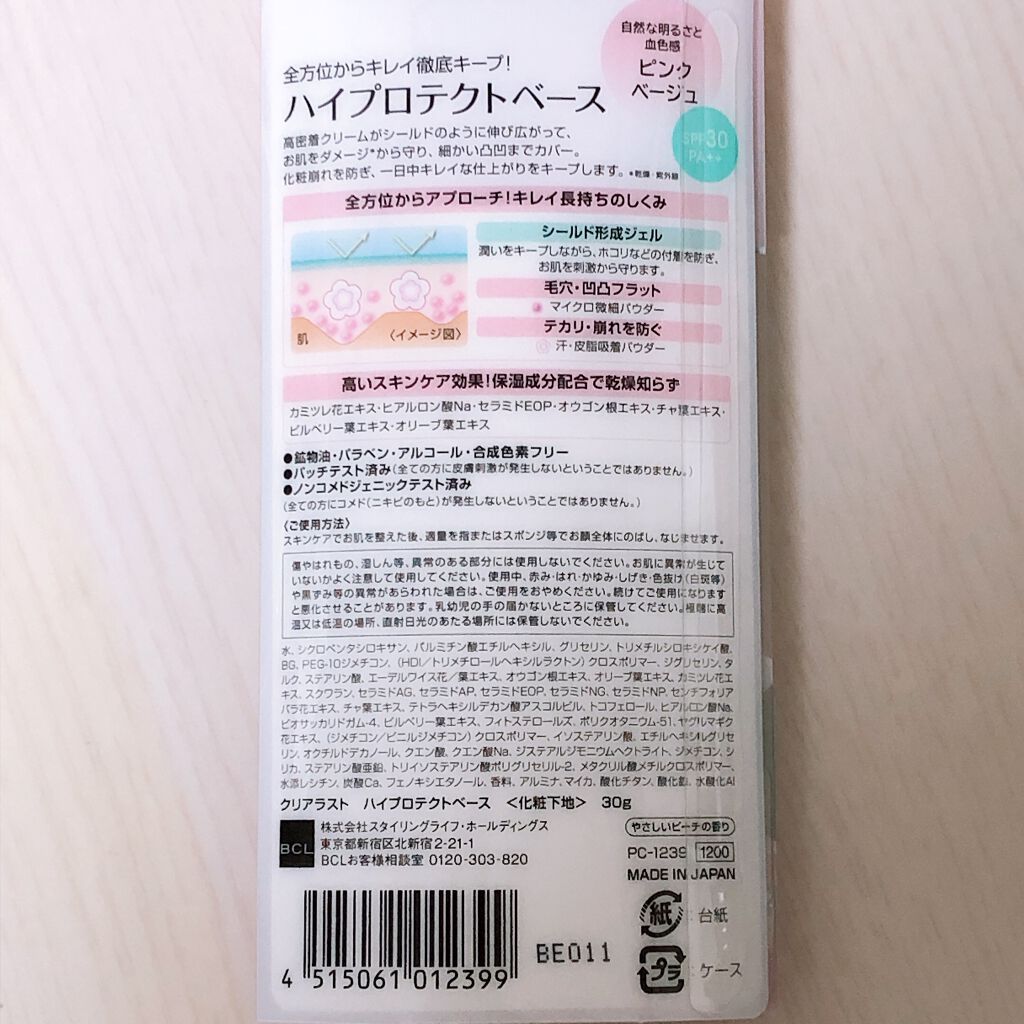 自然な明るさと
血色感
ピンク
ベージュ
SPF30
PA++
全方位からキレイ徹底キープ!
ハイプロテクトベース
高密着クリームがシールドのように伸び広がって、
お肌をダメージ*から守り、細かい凸凹までカバー。
化粧崩れを防ぎ、一日中キレイな仕上がりをキープします。*乾燥・紫外線
全方位からアプローチ!キレイ長持ちのしくみ
シールド形成ジェル
潤いをキープしながら、ホコリなどの付着を防ぎ、
お肌を刺激から守ります。
毛穴・凹凸フラット
マイクロ微細パウダー
テカリ・崩れを防ぐ
汗・皮脂吸着パウダー
肌
〈イメージ図〉
高いスキンケア効果!保湿成分配合で乾燥知らず
カミツレ花エキス・ヒアルロン酸Na・セラミドEOP・オウゴン根エキス・チャ葉エキス・
ビルベリー葉エキス・オリーブ葉エキス
●鉱物油・パラベン・アルコール・合成色素フリー
●パッチテスト済み(全ての方に皮膚刺激が発生しないということではありません。)
●ノンコメドジェニックテスト済み
(全ての方にコメド(ニキビのもと)が発生しないということではありません。)
〈ご使用方法〉
スキンケアでお肌を整えた後、適量を指またはスポンジ等でお顔全体にのばし、なじませます。
傷やはれもの、湿しん等、異常のある部分には使用しないでください。お肌に異常が生じて
いないかよく注意して使用してください。使用中、赤み・はれ・かゆみ・しげき・色抜け(白斑等)
や黒ずみ等の異常があらわれた場合は、ご使用をおやめください。続けてご使用になりますと
と悪化させることがあります。乳幼児の手の届かないところに保管してください。極端に高
温又は低温の場所、直射日光のあたる場所には保管しないでください。
水、シクロペンタシロキサン、パルミチン酸エチルヘキシル、グリセリン、トリメチルシロキシケイ酸、
BG、PEG-10ジメチコン、(HDI/トリメチロールヘキシルラクトン)クロスポリマー、ジグリセリン、タ
ルク、ステアリン酸、エーデルワイス花/葉エキス、オウゴン根エキス、オリーブ葉エキス、カミツレ花エ
キス、スクワラン、セラミドAG、セラミドAP、セラミドEOP、セラミドNG、セラミドNP、センチフォリア
バラ花エキス、チャ葉エキス、テトラヘキシルデカン酸アスコルビル、トコフェロール、ヒアルロン酸Na、
ビオサッカリドガム-4、ビルベリー葉エキス、フィトステロールズ、ポリクオタニウム-51、ヤグルマギク
花エキス、(ジメチコン/ビニルジメチコン)クロスポリマー、イソステアリン酸、エチルヘキシルグリセ
リン、オクチルドデカノール、クエン酸、クエン酸Na、ジステアルジモニウムヘクトライト、ジメチコン、シ
リカ、ステアリン酸亜鉛、トリイソステアリン酸ポリグリセリル-2、メタクリル酸メチルクロスポリマー、
水添レシチン、炭酸Ca、フェノキシエタノール、香料、アルミナ、マイカ、酸化チタン、酸化鉄、水酸化Al
クリアラスト ハイプロテクトベース <化粧下地> 30g
BCL
株式会社スタイリングライフ・ホールディングス
東京都新宿区北新宿2-21-1
BCLお客様相談室 0120-303-820
やさしいピーチの香り
PC-1239 1200
MADE IN JAPAN
紙:台紙
プラ:ケース
BE011
4 515061 012399